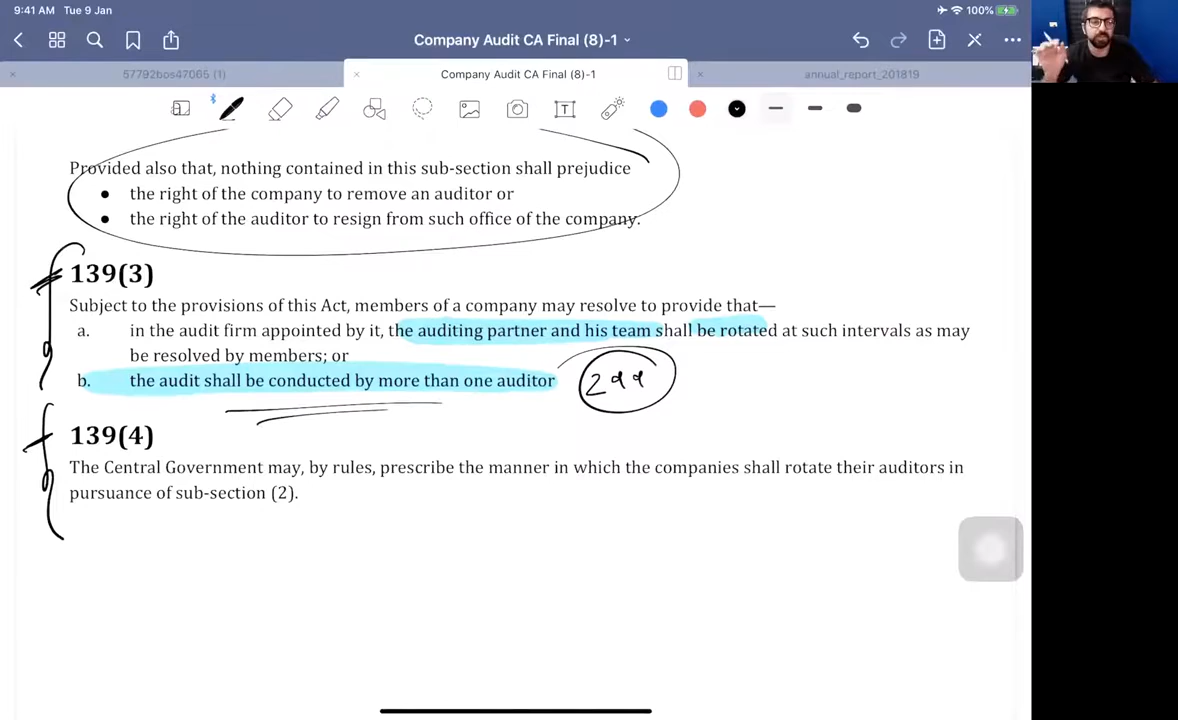 9:41 AM Tue 9 Jan
100%
Company Audit CA Final (8)-1
57792bos47065 (1)
Company Audit CA Final (8)-1
annual_report_201819
T
Provided also that, nothing contained in this sub-section shall prejudice
• the right of the company to remove an auditor or
• the right of the auditor to resign from such office of the company.
139(3)
Subject to the provisions of this Act, members of a company may resolve to provide that—
a. in the audit firm appointed by it, the auditing partner and his team shall be rotated at such intervals as may
be resolved by members; or
b. the audit shall be conducted by more than one auditor
299
139(4)
The Central Government may, by rules, prescribe the manner in which the companies shall rotate their auditors in
pursuance of sub-section (2).